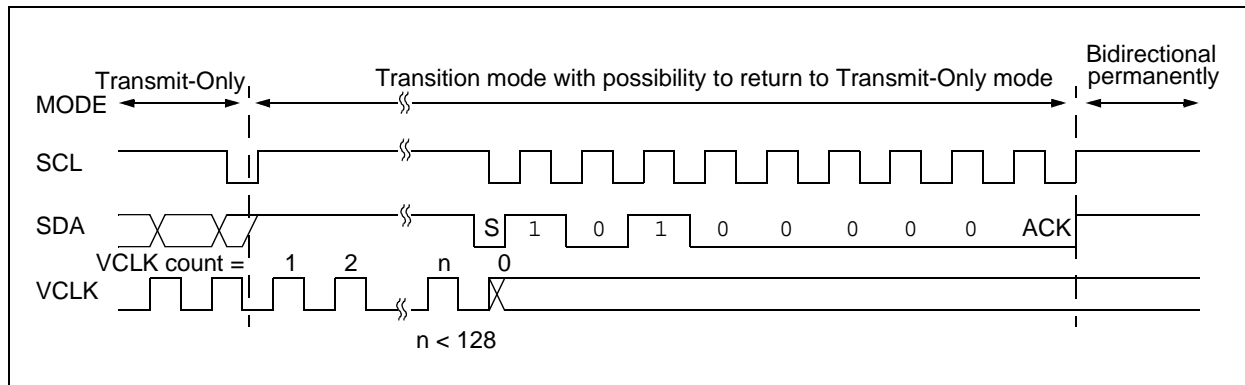 Transmit-Only
Transition mode with possibility to return to Transmit-Only mode
Bidirectional
permanently
MODE
SCL
SDA
S 1 0 1 0 0 0 0 0 ACK
VCLK count = 1 2 n 0
VCLK
n < 128